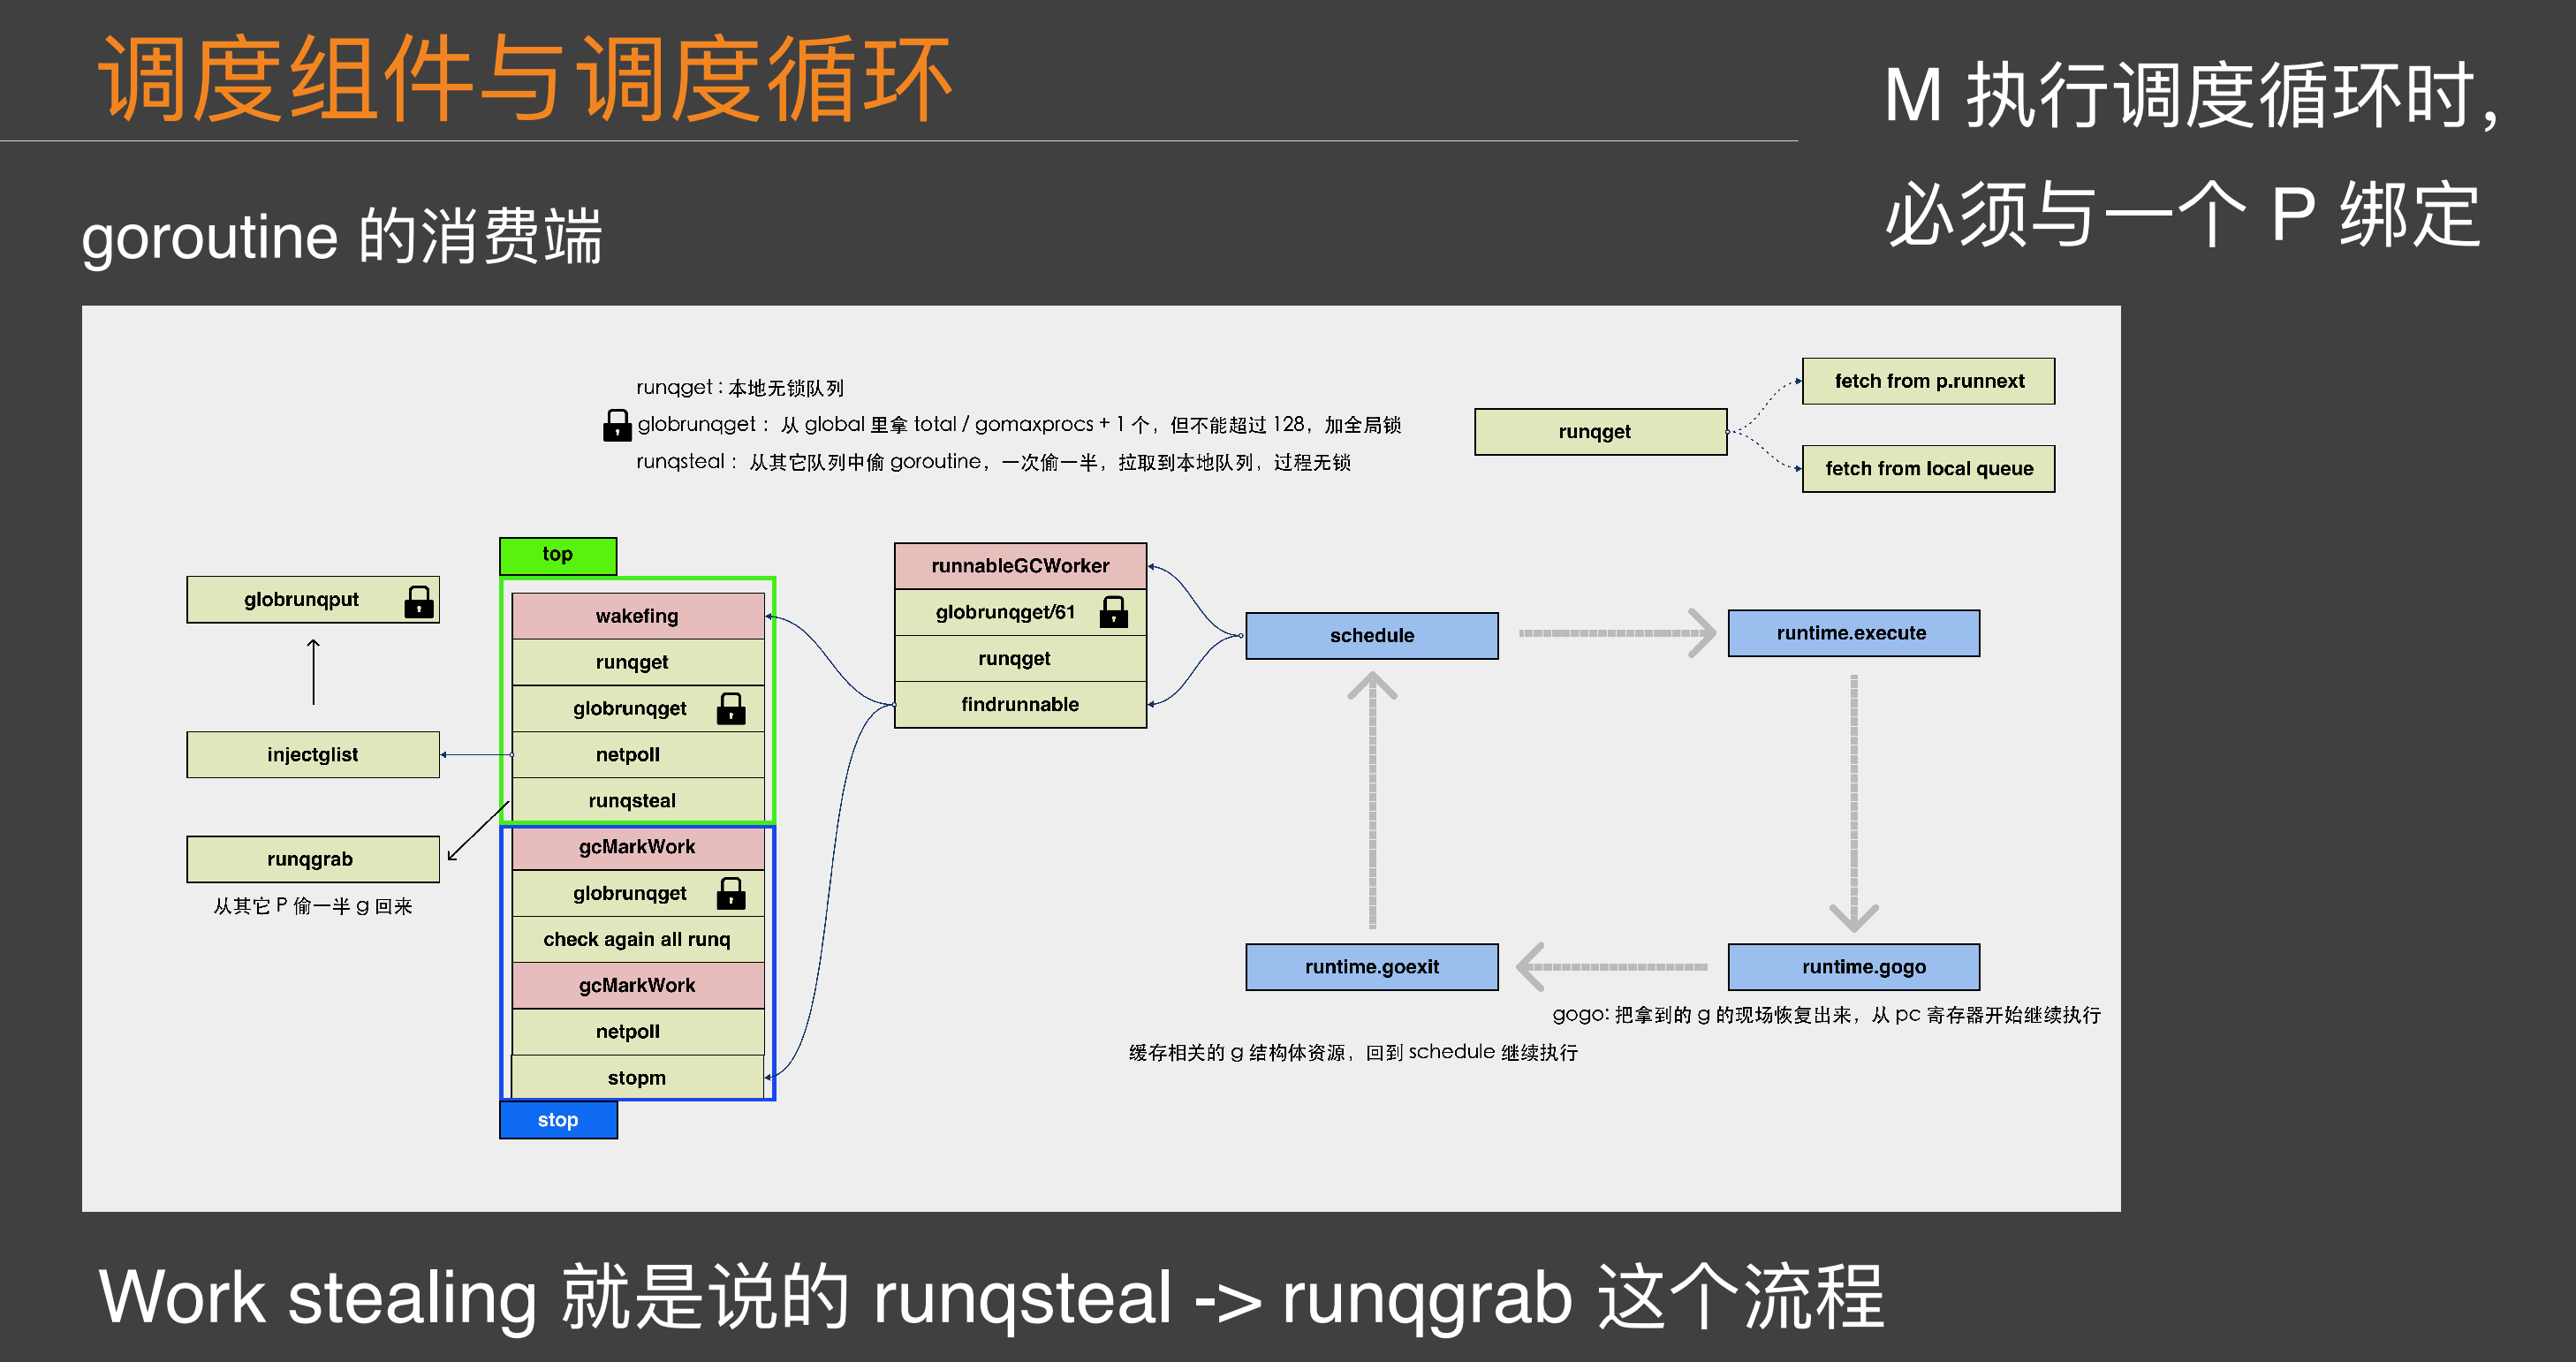 调度组件与调度循环
M 执行调度循环时，
必须与一个 P 绑定
goroutine 的消费端
runqget：本地无锁队列
globrunqget： 从 global 里拿 total / gomaxprocs + 1 个，但不能超过 128，加全局锁
runqsteal： 从其它队列中偷 goroutine，一次偷一半，拉取到本地队列，过程无锁
runqget
fetch from p.runnext
fetch from local queue
top
wakefing
runqget
globrunqget
netpoll
runqsteal
gcMarkWork
globrunqget
check again all runq
gcMarkWork
netpoll
stopm
stop
globrunqput
injectglist
runqgrab
从其它 P 偷一半 g 回来
runnableGCWorker
globrunqget/61
runqget
findrunnable
schedule
runtime.execute
runtime.goexit
runtime.gogo
gogo: 把拿到的 g 的现场恢复出来，从 pc 寄存器开始继续执行
缓存相关的 g 结构体资源，回到 schedule 继续执行
Work stealing 就是说的 runqsteal -> runqgrab 这个流程